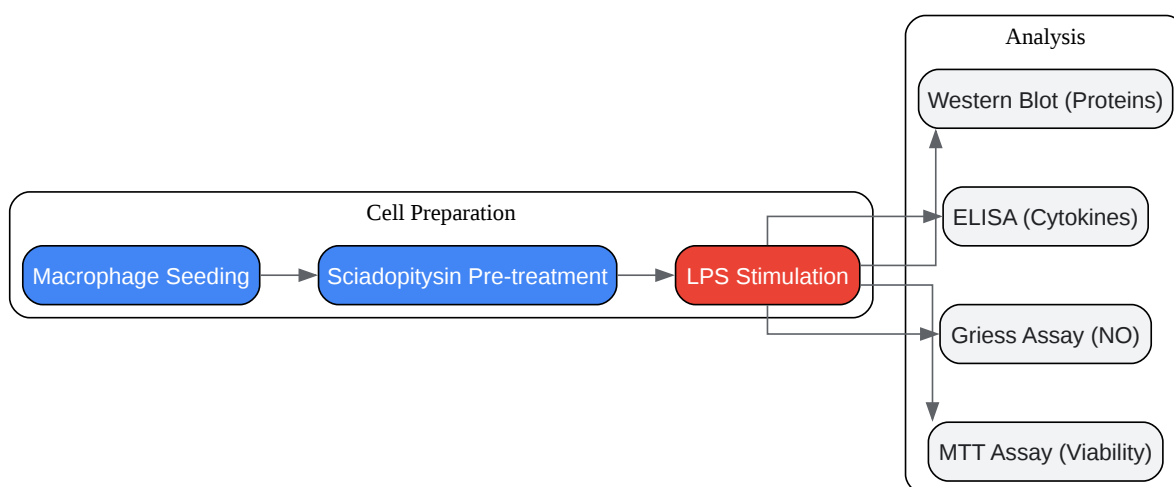 Cell Preparation
Macrophage Seeding
Sciadopitysin Pre-treatment
LPS Stimulation
Analysis
Western Blot (Proteins)
ELISA (Cytokines)
Griess Assay (NO)
MTT Assay (Viability)